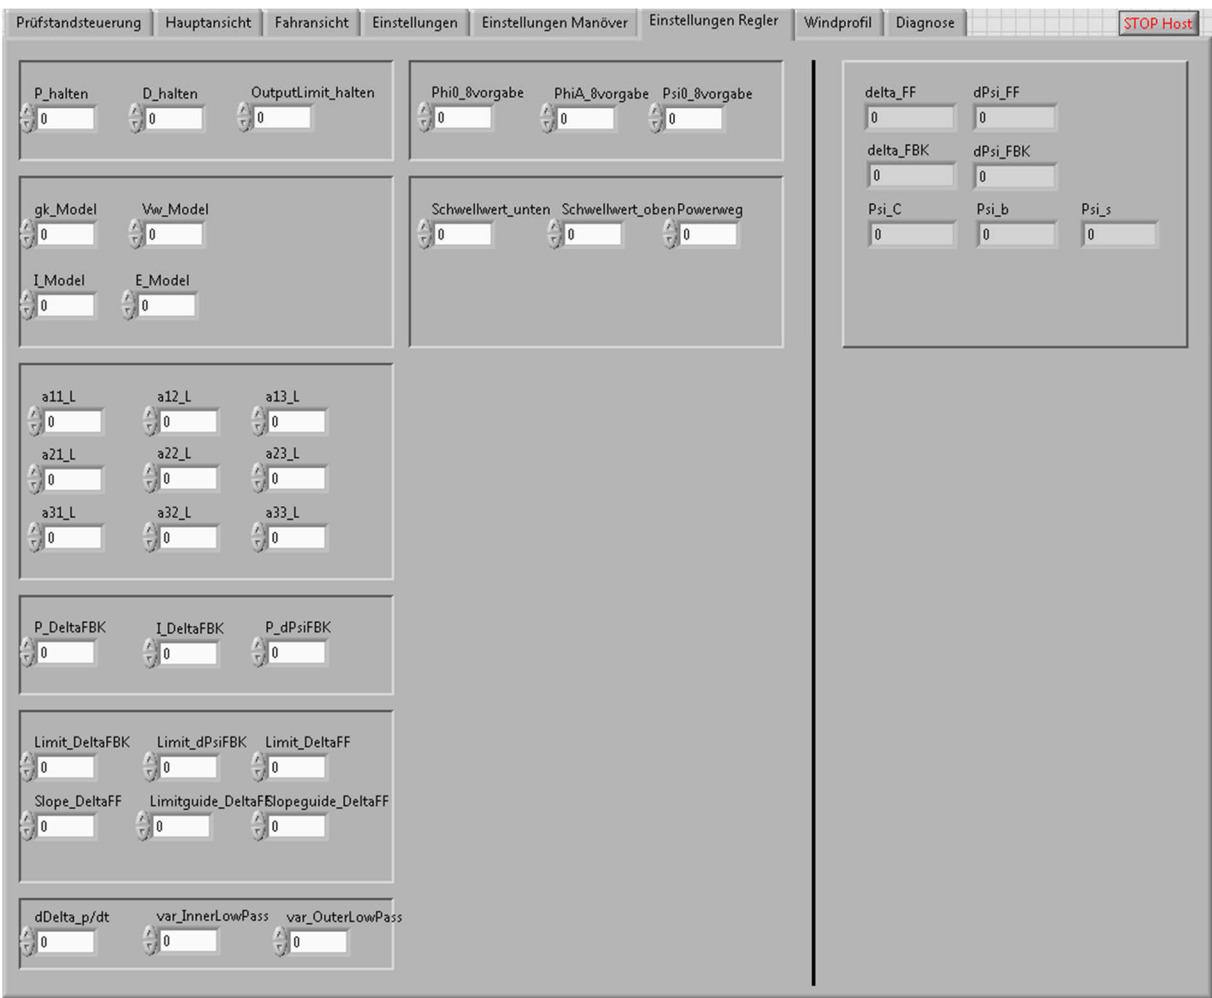 Prüfstandsteuerung Hauptansicht Fahransicht Einstellungen Einstellungen Manöver Einstellungen Regler Windprofil Diagnose STOP Host
P_halten D_halten OutputLimit_halten
0 0 0
Phi0_8vorgabe PhiA_8vorgabe Psi0_8vorgabe
0 0 0
gk_Model Vw_Model
0 0
I_Model E_Model
0 0
Schwellwert_unten Schwellwert_oben Powerweg
0 0 0
a11_L a12_L a13_L
0 0 0
a21_L a22_L a23_L
0 0 0
a31_L a32_L a33_L
0 0 0
P_DeltaFBK I_DeltaFBK P_dPsiFBK
0 0 0
Limit_DeltaFBK Limit_dPsiFBK Limit_DeltaFF
0 0 0
Slope_DeltaFF Limitguide_DeltaFF Slopeguide_DeltaFF
0 0 0
dDelta_p/dt var_InnerLowPass var_OuterLowPass
0 0 0
delta_FF dPsi_FF
0 0
delta_FBK dPsi_FBK
0 0
Psi_C Psi_b Psi_s
0 0 0